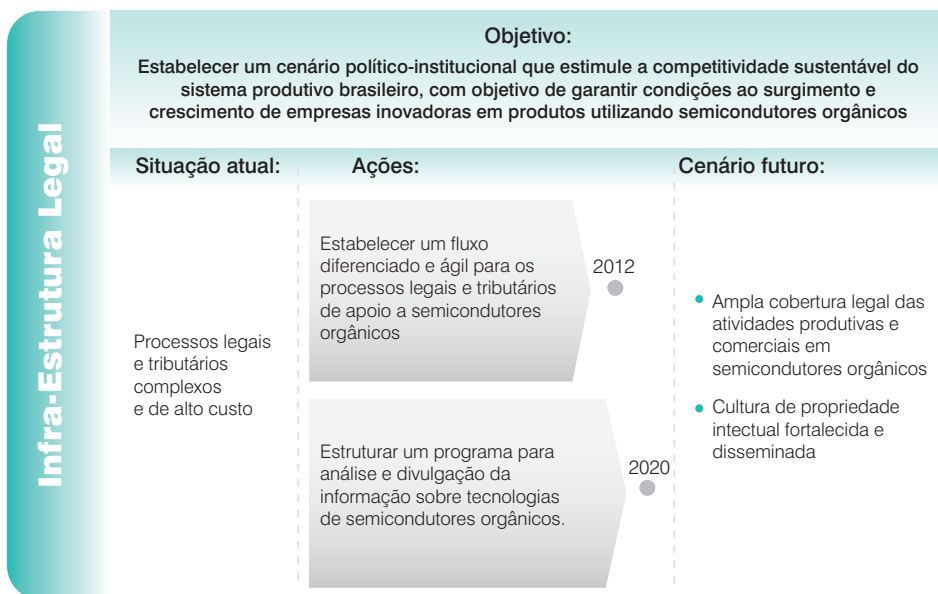 Infra-Estrutura Legal
Objetivo:
Estabelecer um cenário político-institucional que estimule a competitividade sustentável do
sistema produtivo brasileiro, com objetivo de garantir condições ao surgimento e
crescimento de empresas inovadoras em produtos utilizando semicondutores orgânicos
Situação atual:
Ações:
Cenário futuro:
Processos legais
e tributários
complexos
e de alto custo
Estabelecer um fluxo
diferenciado e ágil para os
processos legais e tributários
de apoio a semicondutores
orgânicos
2012
Estruturar um programa para
análise e divulgação da
informação sobre tecnologias
de semicondutores orgânicos.
2020
• Ampla cobertura legal das
atividades produtivas e
comerciais em
semicondutores orgânicos
• Cultura de propriedade
intectual fortalecida e
disseminada